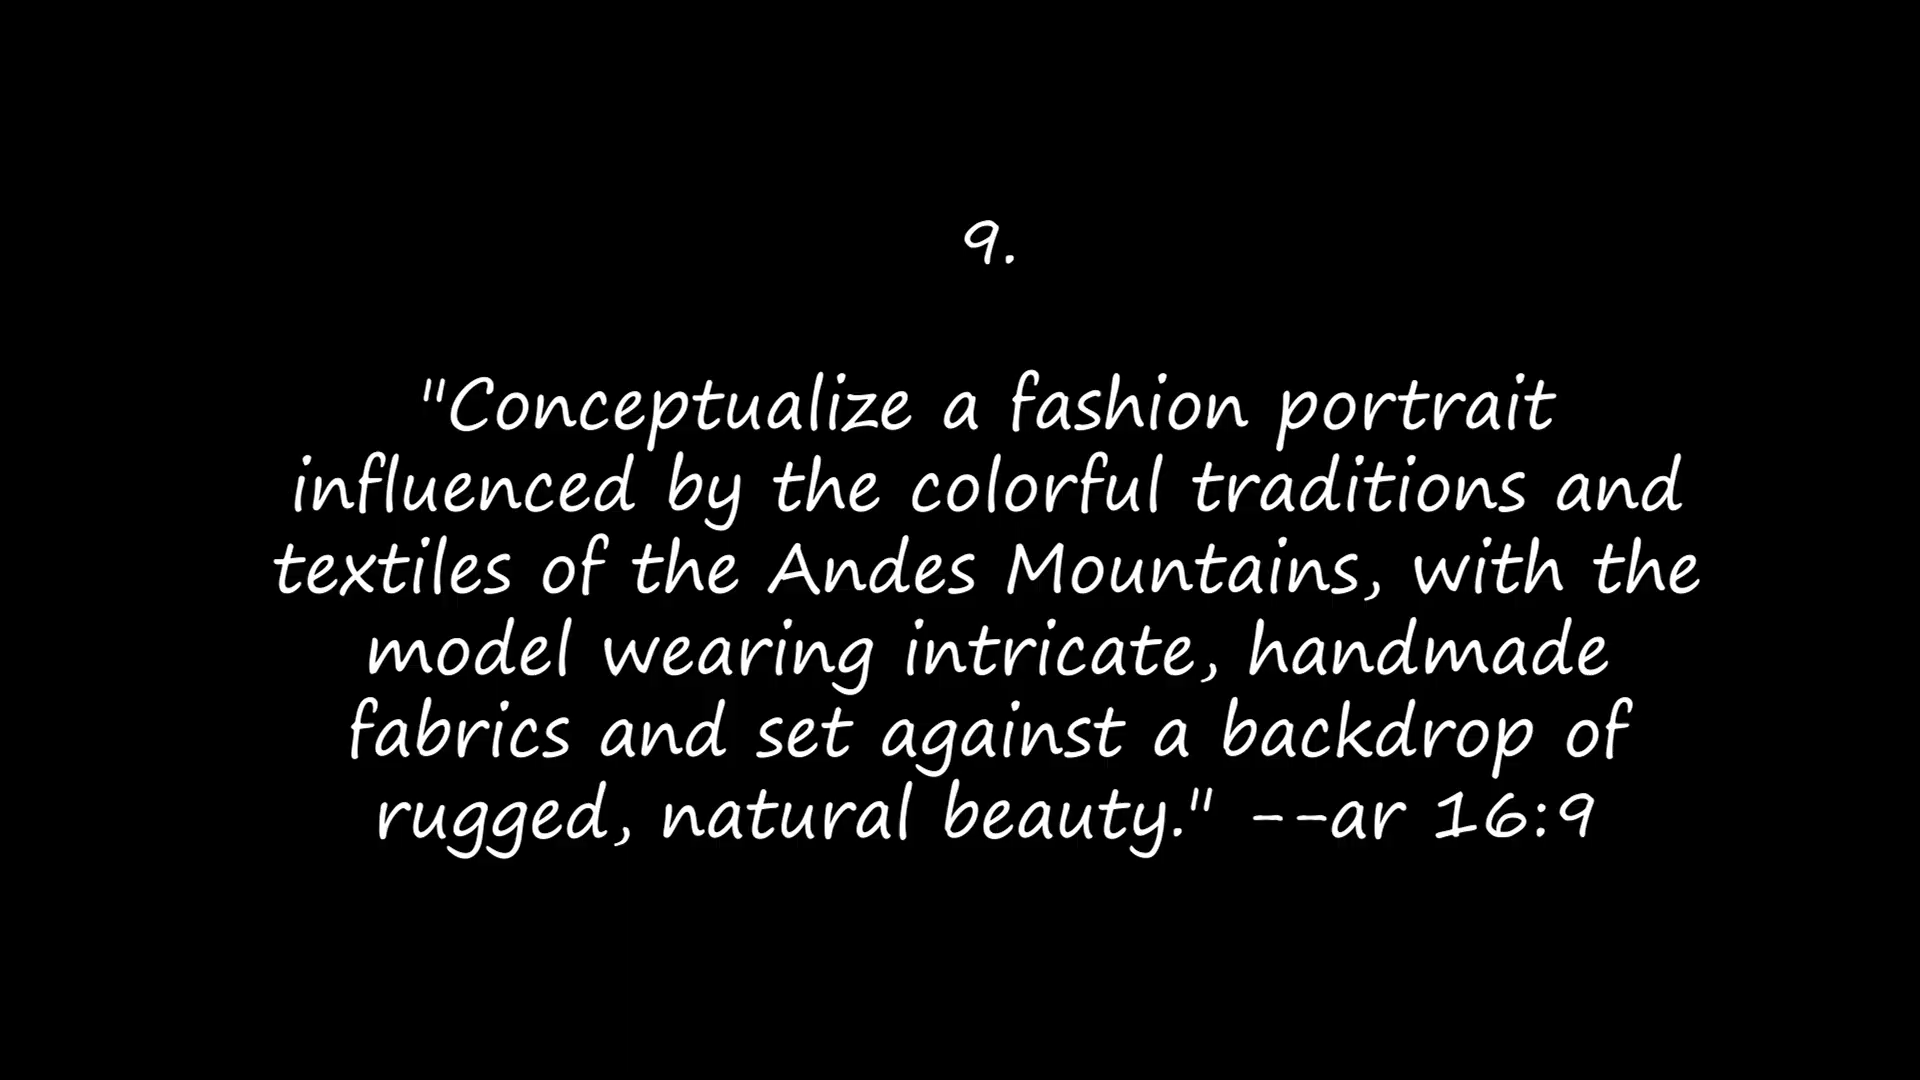 9.
"Conceptualize a fashion portrait
influenced by the colorful traditions and
textiles of the Andes Mountains, with the
model wearing intricate, handmade
fabrics and set against a backdrop of
rugged, natural beauty." --ar 16:9